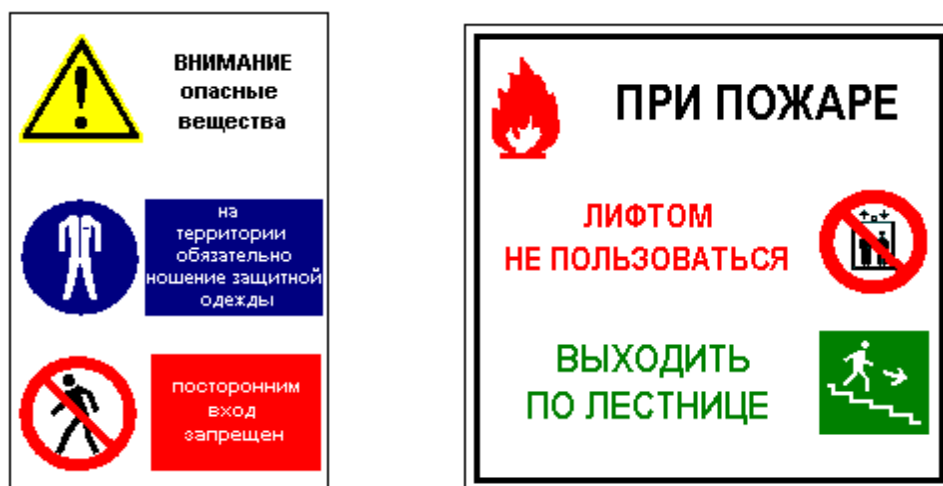 ВНИМАНИЕ
опасные
вещества
на
территории
обязательно
ношение защитной
одежды
посторонним
вход
запрещен
ПРИ ПОЖАРЕ
ЛИФТОМ
НЕ ПОЛЬЗОВАТЬСЯ
ВЫХОДИТЬ
ПО ЛЕСТНИЦЕ